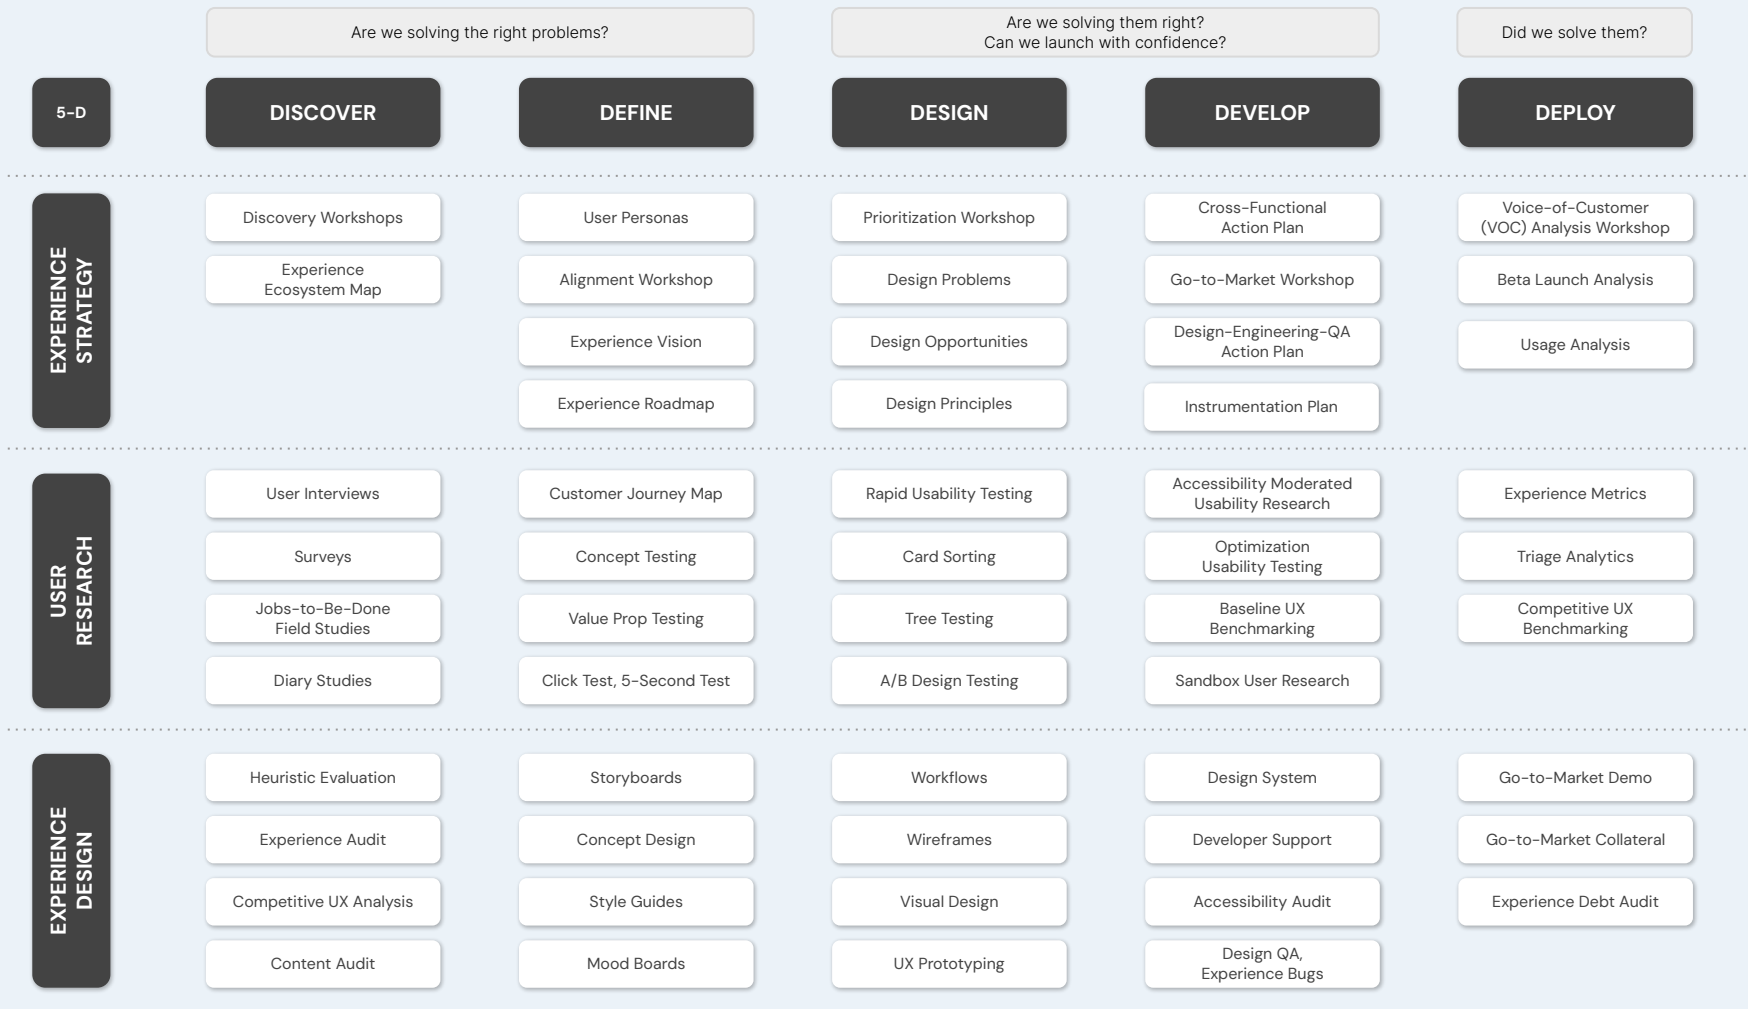 Are we solving the right problems?
Are we solving them right?
Can we launch with confidence?
Did we solve them?
5-D
DISCOVER
DEFINE
DESIGN
DEVELOP
DEPLOY
EXPERIENCE
STRATEGY
Discovery Workshops
Experience
Ecosystem Map
User Personas
Alignment Workshop
Experience Vision
Experience Roadmap
Prioritization Workshop
Design Problems
Design Opportunities
Design Principles
Cross-Functional
Action Plan
Go-to-Market Workshop
Design-Engineering-QA
Action Plan
Instrumentation Plan
Voice-of-Customer
(VOC) Analysis Workshop
Beta Launch Analysis
Usage Analysis
USER
RESEARCH
User Interviews
Surveys
Jobs-to-Be-Done
Field Studies
Diary Studies
Customer Journey Map
Concept Testing
Value Prop Testing
Click Test, 5-Second Test
Rapid Usability Testing
Card Sorting
Tree Testing
A/B Design Testing
Accessibility Moderated
Usability Research
Optimization
Usability Testing
Baseline UX
Benchmarking
Sandbox User Research
Experience Metrics
Triage Analytics
Competitive UX
Benchmarking
EXPERIENCE
DESIGN
Heuristic Evaluation
Experience Audit
Competitive UX Analysis
Content Audit
Storyboards
Concept Design
Style Guides
Mood Boards
Workflows
Wireframes
Visual Design
UX Prototyping
Design System
Developer Support
Accessibility Audit
Design QA,
Experience Bugs
Go-to-Market Demo
Go-to-Market Collateral
Experience Debt Audit